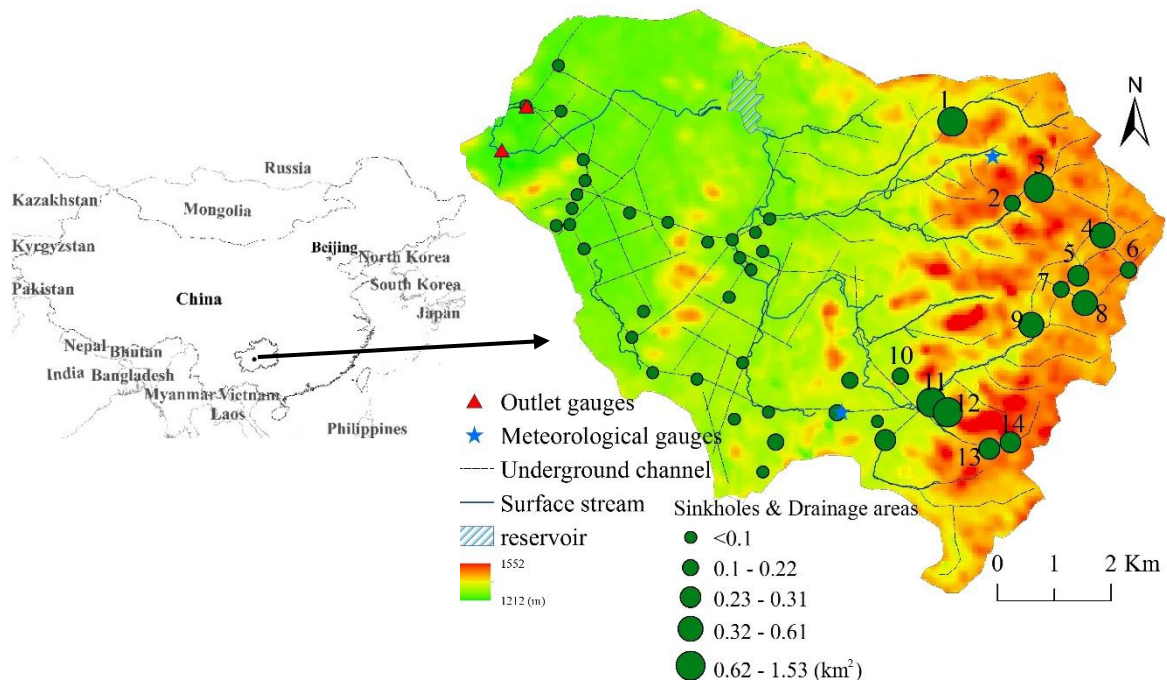 Russia
Kazakhstan
Mongolia
Kyrgyzstan
Beijing
North Korea
Pakistan
South Korea
China
Japan
Nepal
Bhutan
India
Bangladesh
Myanmar
Vietnam
Laos
Philippines
N
1
3
2
4
5
6
7
8
9
10
11
12
14
13
Outlet gauges
Meteorological gauges
Underground channel
Surface stream
reservoir
1552
1212 (m)
Sinkholes & Drainage areas
<0.1
0.1 - 0.22
0.23 - 0.31
0.32 - 0.61
0.62 - 1.53 (km²)
0 1 2 Km